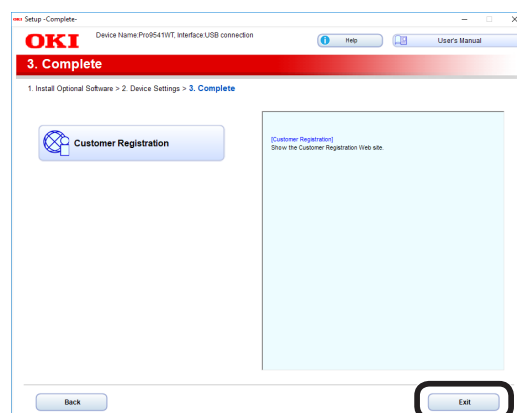 Setup -Complete-
OKI
Device Name:Pro9541WT, Interface:USB connection
Help
User's Manual
3. Complete
1. Install Optional Software > 2. Device Settings > 3. Complete
Customer Registration
[Customer Registration]
Show the Customer Registration Web site.
Back
Exit